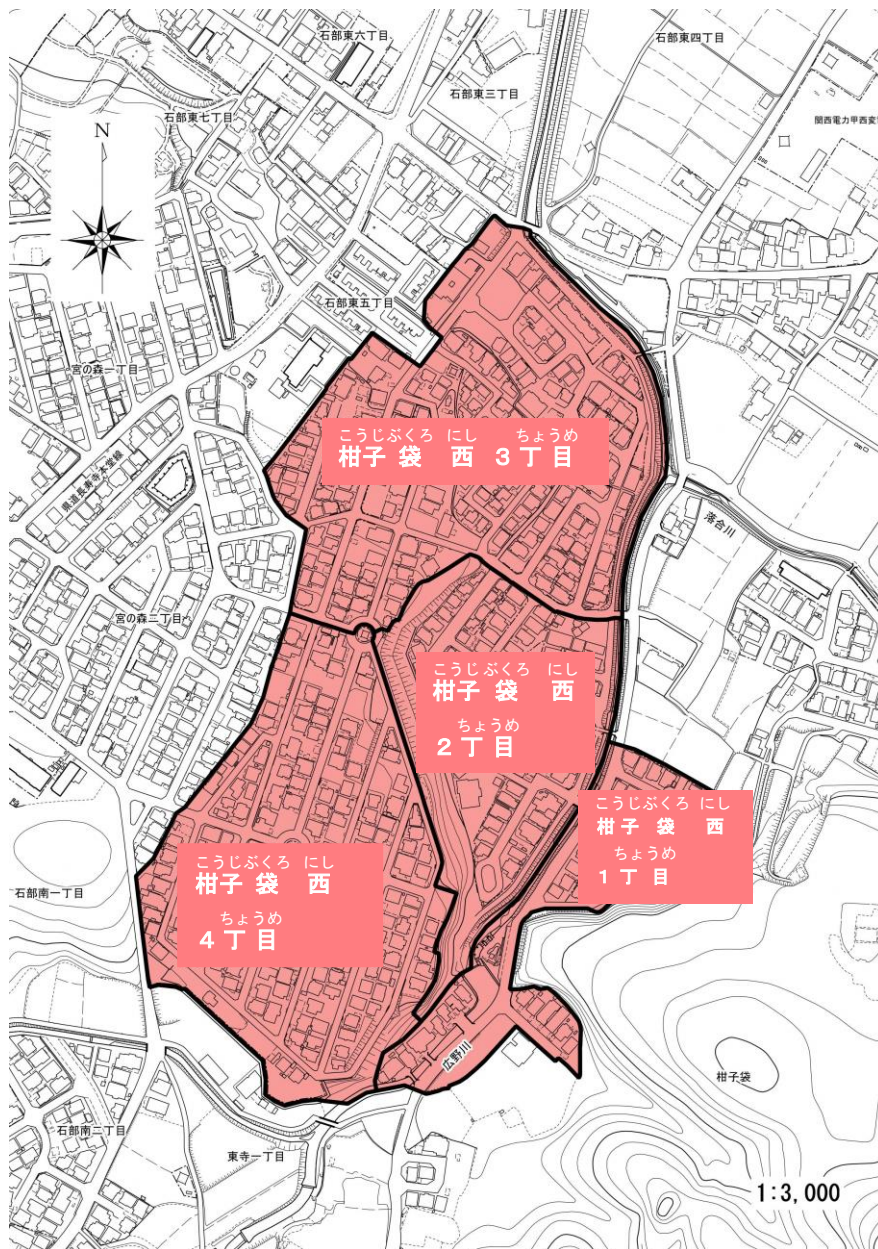 石部東六丁目
石部東四丁目
石部東三丁目
石部東七丁目
関西電力甲西変
N
石部東五丁目
宮の森一丁目
こうじぶくろ にし ちょうめ
柑子 袋 西 3 丁 目
県道長寿寺本堂線
落合川
宮の森二丁目
こうじぶくろ にし
柑子 袋 西
ちょうめ
2 丁 目
こうじぶくろ にし
柑 子 袋 西
ちょうめ
1 丁 目
こうじぶくろ にし
柑子 袋 西
ちょうめ
4 丁 目
石部南一丁目
広野川
柑子袋
石部南二丁目
東寺一丁目
1:3,000